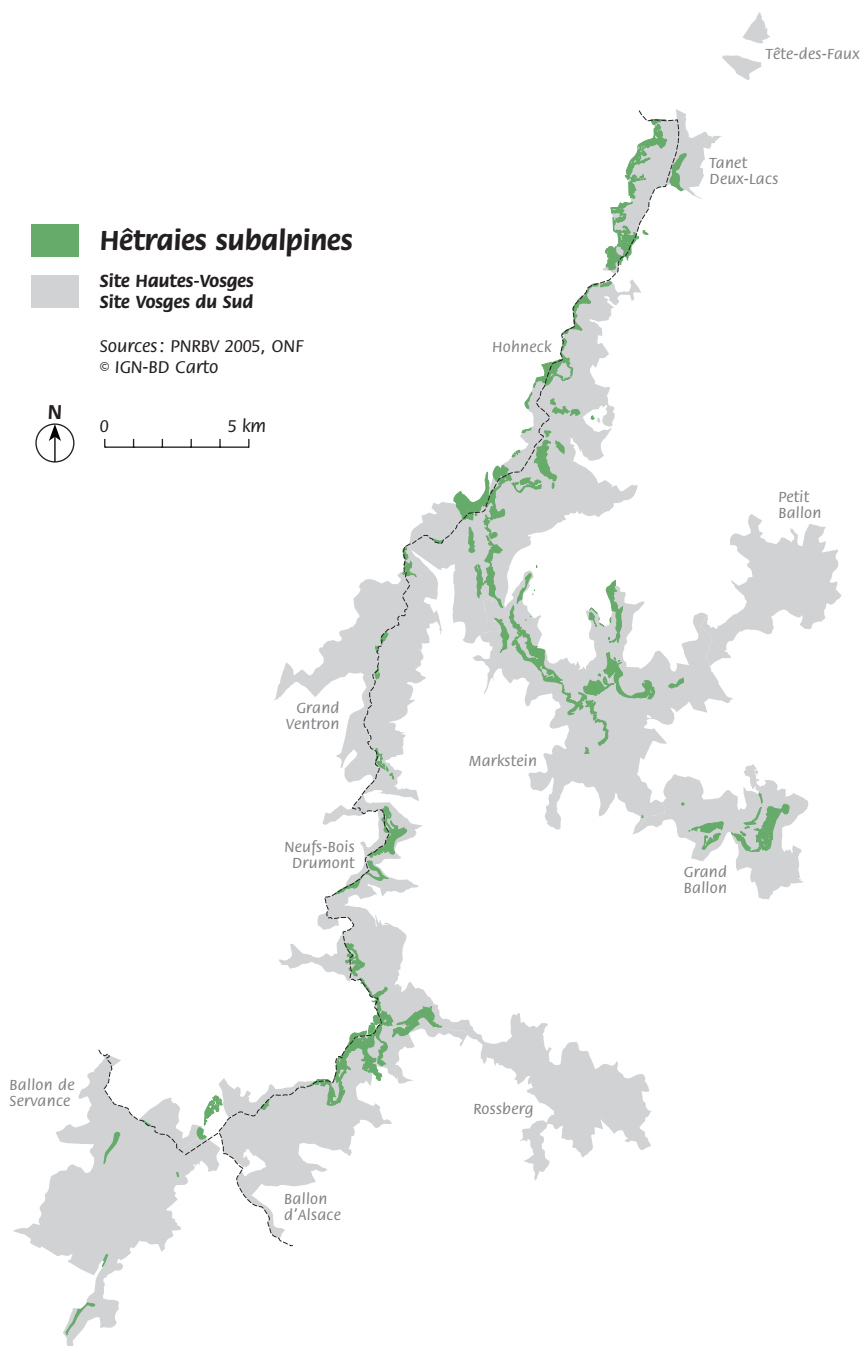 Tête-des-Faux
Tanet
Deux-Lacs
Hêtraies subalpines
Site Hautes-Vosges
Site Vosges du Sud
Sources : PNRBV 2005, ONF
© IGN-BD Carto
Hohneck
N
0 5 km
Petit
Ballon
Grand
Ventron
Markstein
Neufs-Bois
Drumont
Grand
Ballon
Ballon de
Servance
Rossberg
Ballon
d'Alsace